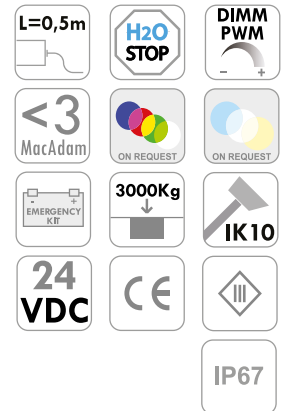 L=0,5m
H2O
STOP
DIMM
PWM
- +
<3
MacAdam
ON REQUEST
ON REQUEST
- +
EMERGENCY
KIT
3000Kg
IK10
24
VDC
CE
III
IP67